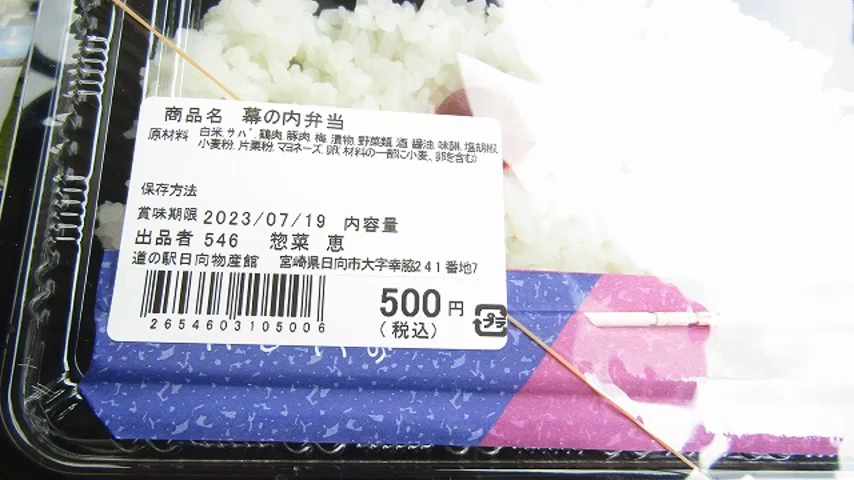 商品名 幕の内弁当
原材料 白米、サバ、鶏肉、豚肉、梅、漬物、野菜類、酒、醤油、味醂、塩胡椒、
小麦粉、片栗粉、マヨネーズ、卵(材料の一部に小麦、卵を含む)
保存方法
賞味期限 2023/07/19 内容量
出品者 546 惣菜 恵
道の駅日向物産館 宮崎県日向市大字幸脇241番地7
500円
(税込)
プラ
2654603105006